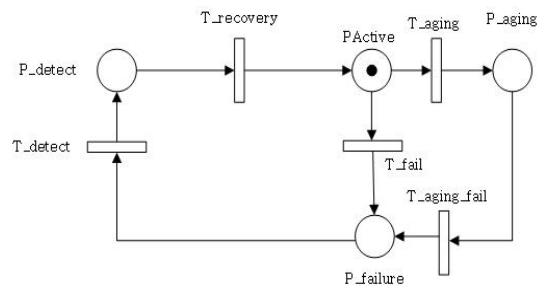 T_recovery
PActive
T_aging
P_aging
P_detect
T_detect
T_fail
T_aging_fail
P_failure